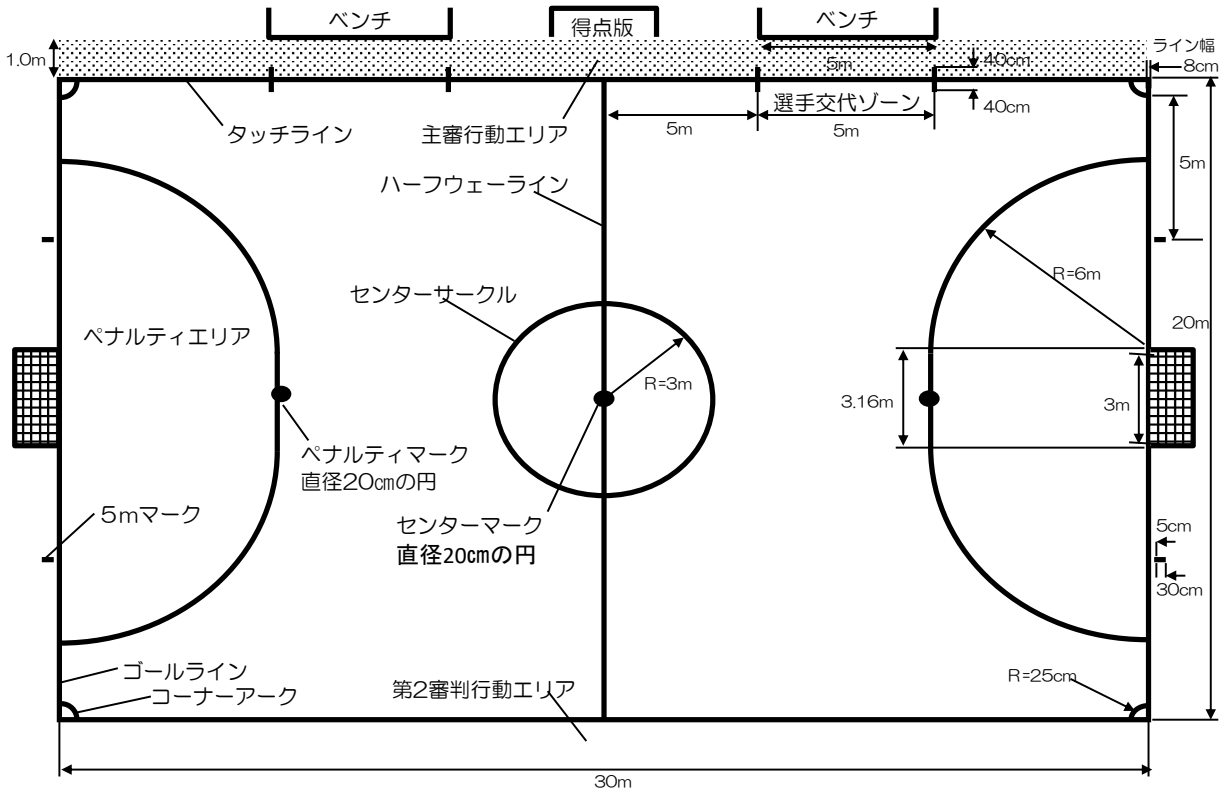 ベンチ
得点版
ベンチ
ライン幅
8cm
1.0m
5m
40cm
40cm
選手交代ゾーン
5m
5m
タッチライン
主審行動エリア
5m
ハーフウェーライン
R=6m
センターサークル
20m
ペナルティエリア
R=3m
3.16m
3m
ペナルティマーク
直径20㎝の円
5mマーク
センターマーク
直径20㎝の円
5cm
30cm
ゴールライン
コーナーアーク
第2審判行動エリア
R=25cm
30m